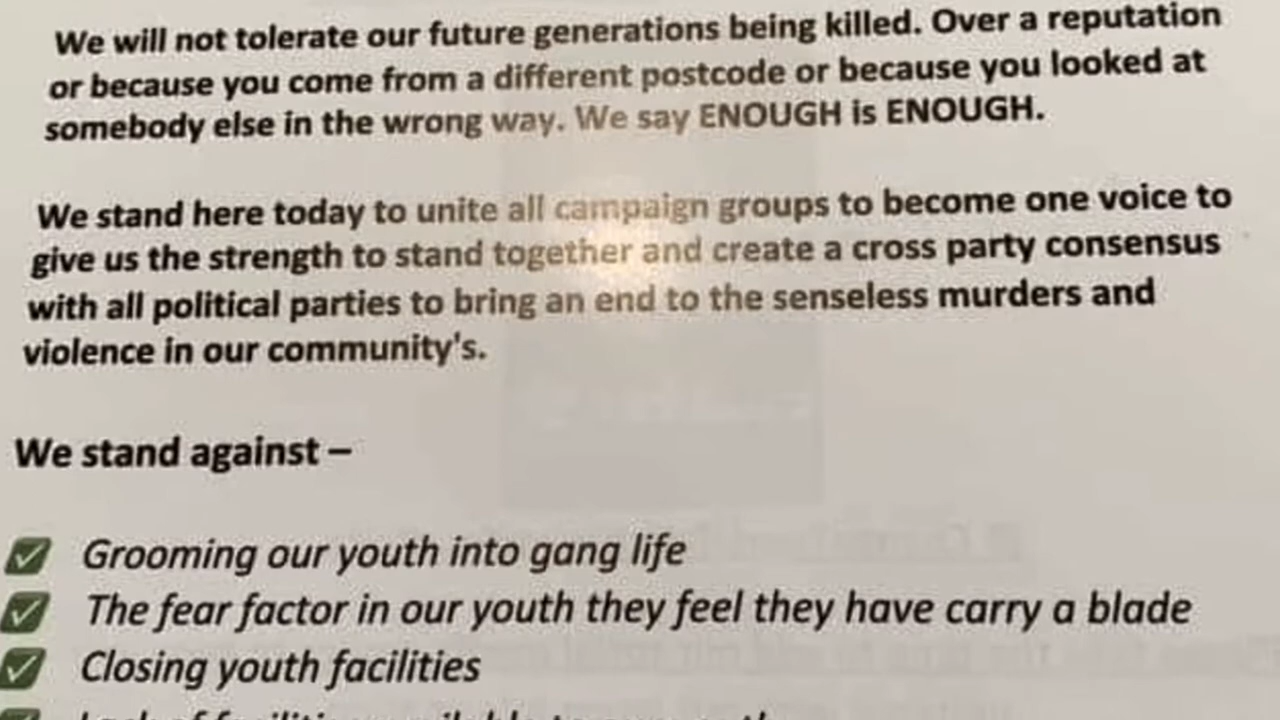 We will not tolerate our future generations being killed. Over a reputation
or because you come from a different postcode or because you looked at
somebody else in the wrong way. We say ENOUGH is ENOUGH.
We stand here today to unite all campaign groups to become one voice to
give us the strength to stand together and create a cross party consensus
with all political parties to bring an end to the senseless murders and
violence in our community's.
We stand against –
Grooming our youth into gang life
The fear factor in our youth they feel they have carry a blade
Closing youth facilities
Lack of facilities